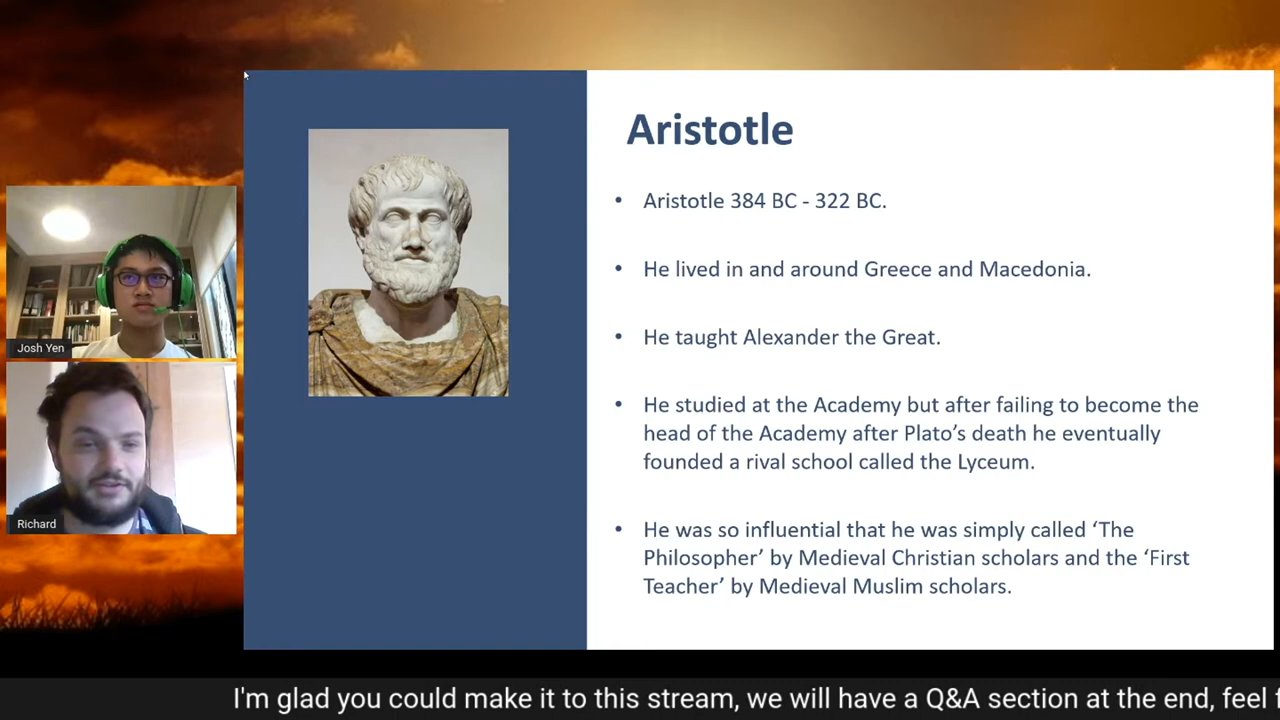 Aristotle
• Aristotle 384 BC - 322 BC.
• He lived in and around Greece and Macedonia.
• He taught Alexander the Great.
• He studied at the Academy but after failing to become the
head of the Academy after Plato’s death he eventually
founded a rival school called the Lyceum.
• He was so influential that he was simply called ‘The
Philosopher’ by Medieval Christian scholars and the ‘First
Teacher’ by Medieval Muslim scholars.
Josh Yen
Richard
I'm glad you could make it to this stream, we will have a Q&A section at the end, feel